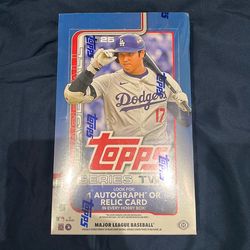 25
Dodgers
17
topps
SERIES TW
LOOK FOR
1 AUTOGRAPH OR
RELIC CARD
IN EVERY HOBBY BOX
MAJOR LEAGUE BASEBALL